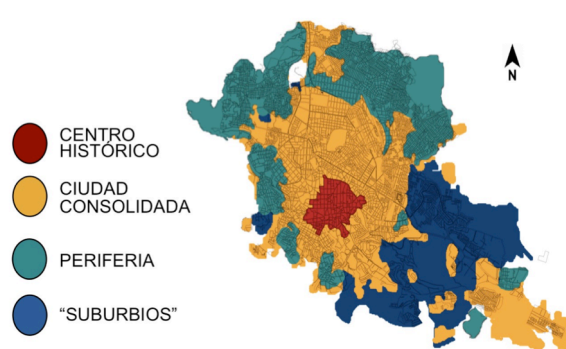 N
CENTRO
HISTÓRICO
CIUDAD
CONSOLIDADA
PERIFERIA
“SUBURBIOS”